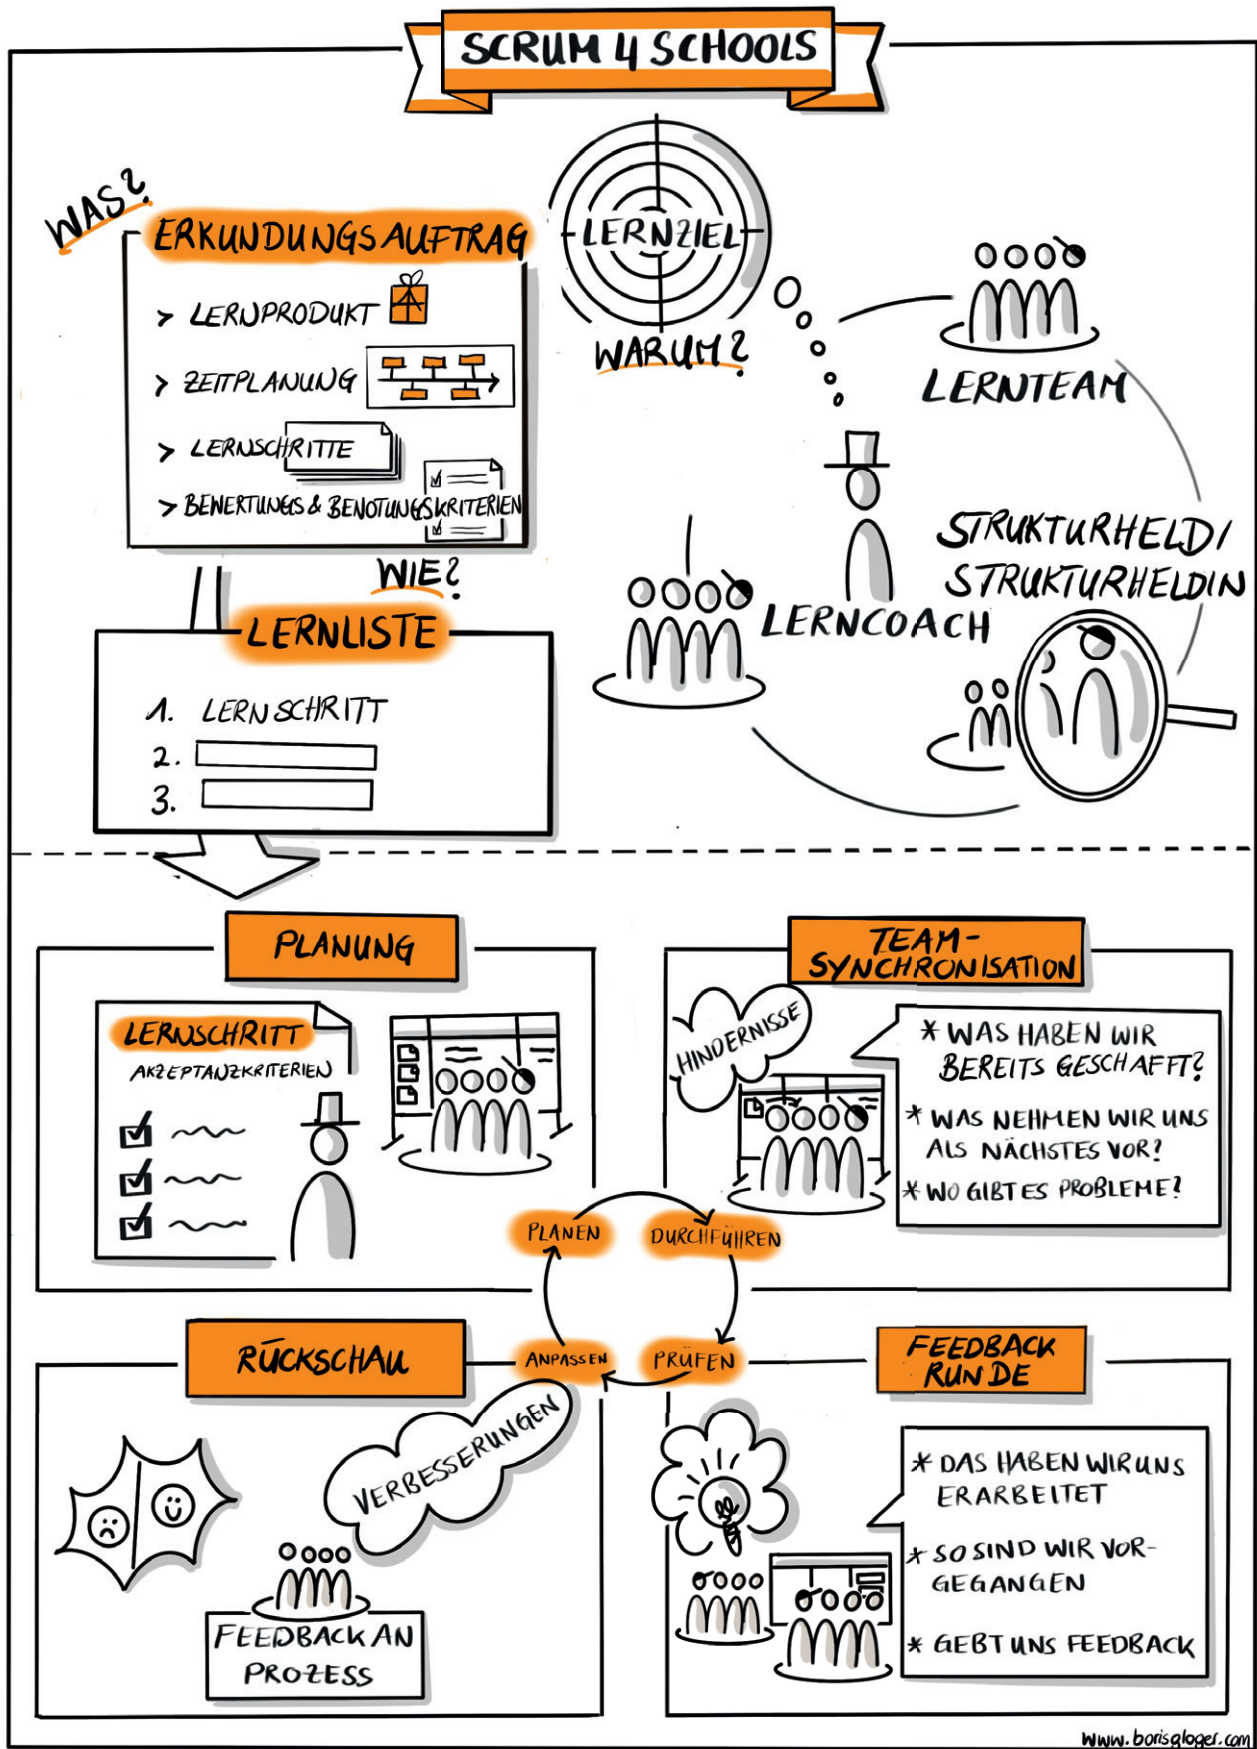 SCRUM 4 SCHOOLS
WAS?
ERKUNDUNGSAUFTRAG
> LERNPRODUKT
> ZEITPLANUNG
> LERNSCHRITTE
> BEWERTUNGS & BENOTUNGSKRITERIEN
LERNZIEL
WARUM?
LERNTEAM
LERNCOACH
STRUKTURHELD/
STRUKTURHELDIN
WIE?
LERNLISTE
1. LERNSCHRITT
2.
3.
PLANUNG
LERNSCHRITT
AKZEPTANZKRITERIEN
TEAM-
SYNCHRONISATION
HINDERNISSE
* WAS HABEN WIR
BEREITS GESCHAFFT?
* WAS NEHMEN WIR UNS
ALS NÄCHSTES VOR?
* WO GIBT ES PROBLEME?
PLANEN
DURCHFÜHREN
PRÜFEN
ANPASSEN
RÜCKSCHAU
VERBESSERUNGEN
FEEDBACK AN
PROZESS
FEEDBACK
RUNDE
* DAS HABEN WIR UNS
ERARBEITET
* SO SIND WIR VOR-
GEGANGEN
* GEBT UNS FEEDBACK
www.borisgloger.com